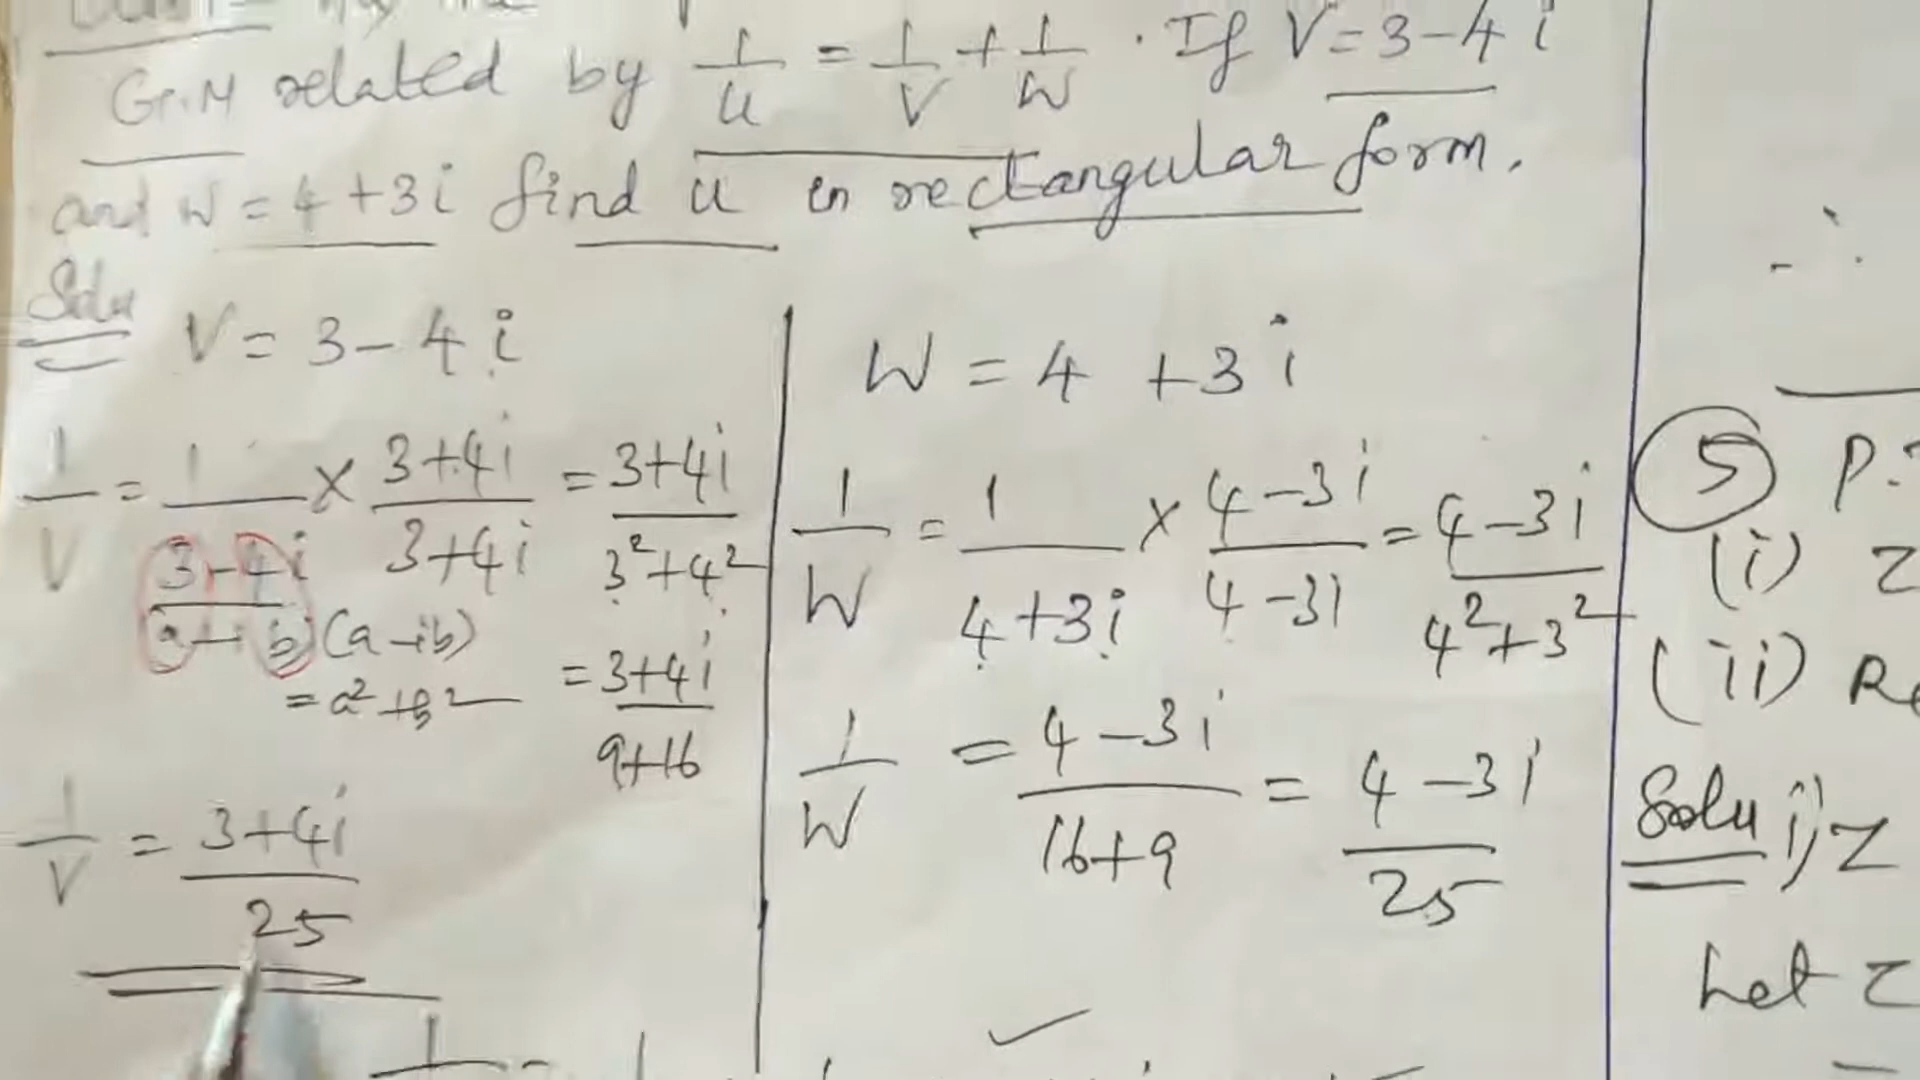 G.N related by 1/u = 1/V + 1/W . If V = 3-4i
and W = 4+3i find u in rectangular form.
Solu
V = 3-4i
1/V = 1/(3-4i) × (3+4i)/(3+4i) = (3+4i)/(3²+4²)
(a-ib)
= a²+b²
= (3+4i)/(9+16)
1/V = (3+4i)/25
W = 4 +3i
1/W = 1/(4+3i) × (4-3i)/(4-3i) = (4-3i)/(4²+3²)
1/W = (4-3i)/(16+9) = (4-3i)/25
5 P.
(i) Z
(ii) Re
Solu i) Z
Let Z